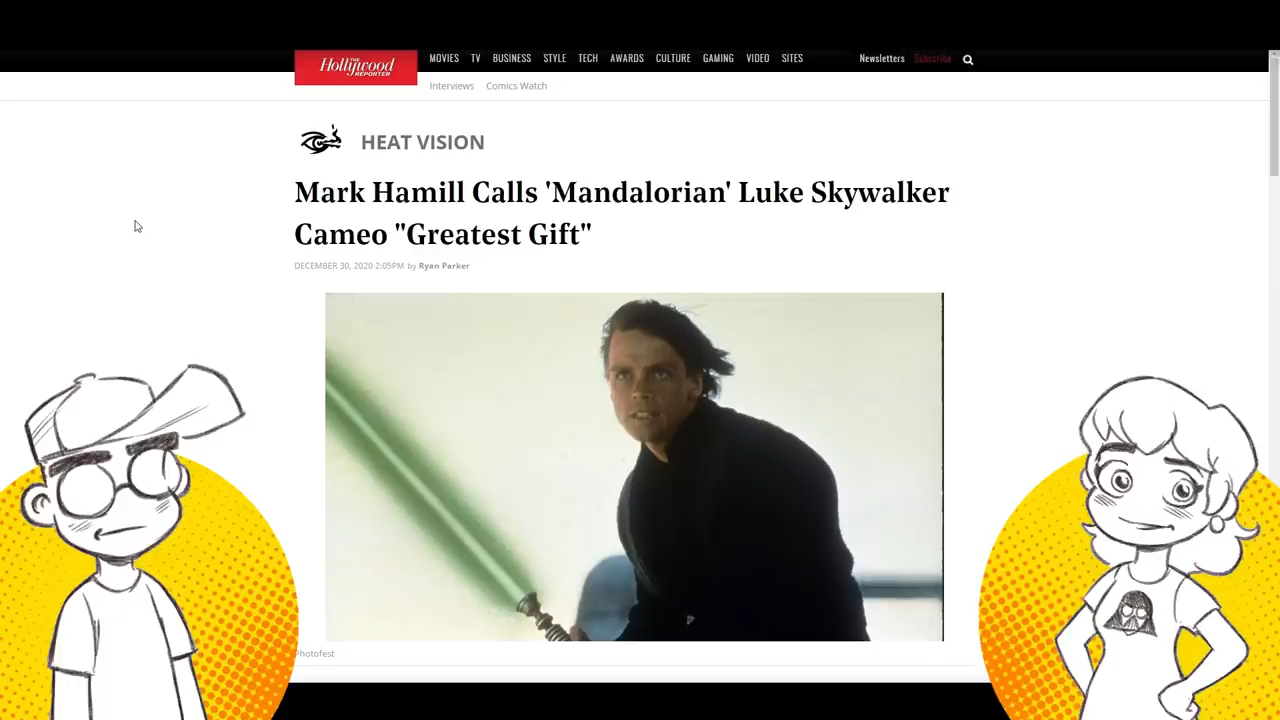 THE
Hollywood
REPORTER
MOVIES TV BUSINESS STYLE TECH AWARDS CULTURE GAMING VIDEO SITES
Newsletters Subscribe
Interviews Comics Watch
HEAT VISION
Mark Hamill Calls 'Mandalorian' Luke Skywalker
Cameo "Greatest Gift"
DECEMBER 30, 2020 2:05PM by Ryan Parker
Photofest